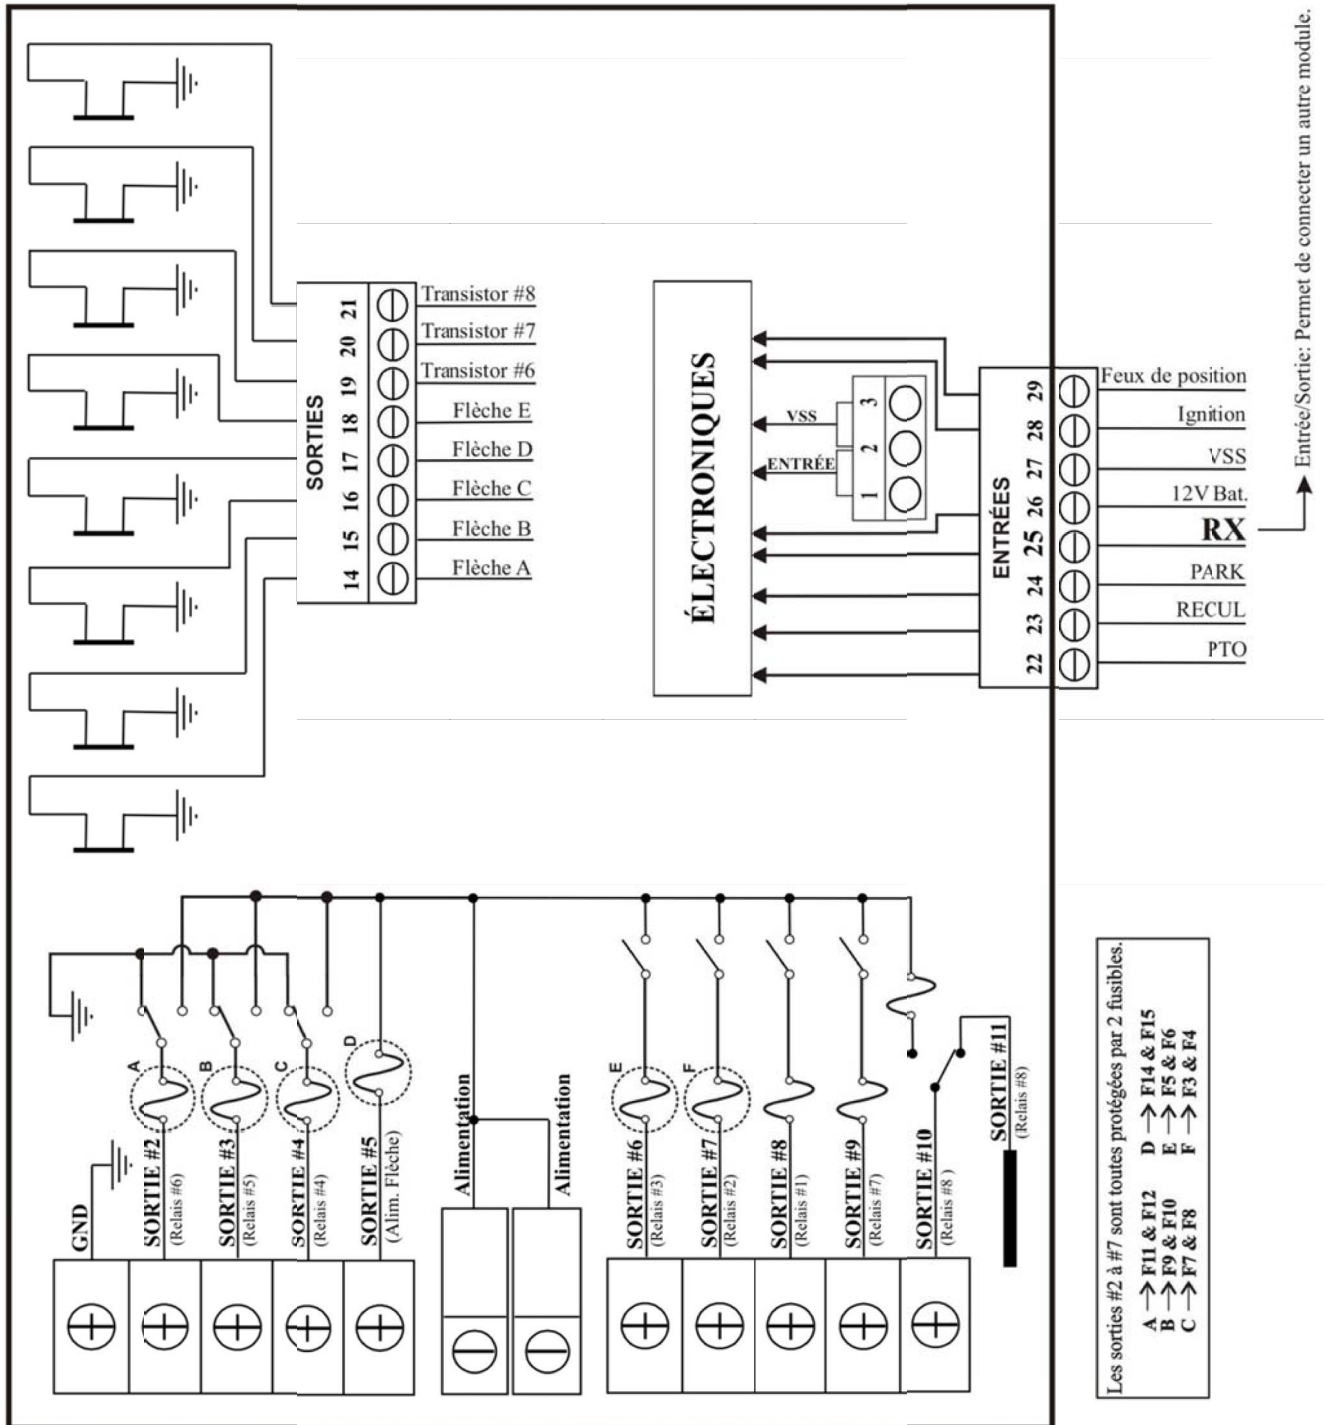 21
20
19
18
17
16
15
14
SORTIES
Transistor #8
Transistor #7
Transistor #6
Flèche E
Flèche D
Flèche C
Flèche B
Flèche A
ÉLECTRONIQUES
VSS
ENTRÉE
3
2
1
ENTRÉES
29
28
27
26
25
24
23
22
Feux de position
Ignition
VSS
12V Bat.
RX
PARK
RECUL
PTO
Entrée/Sortie: Permet de connecter un autre module.
A
B
C
D
E
F
GND
SORTIE #2
(Relais #6)
SORTIE #3
(Relais #5)
SORTIE #4
(Relais #4)
SORTIE #5
(Alim. Flèche)
Alimentation
Alimentation
SORTIE #6
(Relais #3)
SORTIE #7
(Relais #2)
SORTIE #8
(Relais #1)
SORTIE #9
(Relais #7)
SORTIE #10
(Relais #8 )
SORTIE #11
(Relais #8)
Les sorties #2 à #7 sont toutes protégées par 2 fusibles.
A → F11 & F12 D → F14 & F15
B → F9 & F10 E → F5 & F6
C → F7 & F8 F → F3 & F4